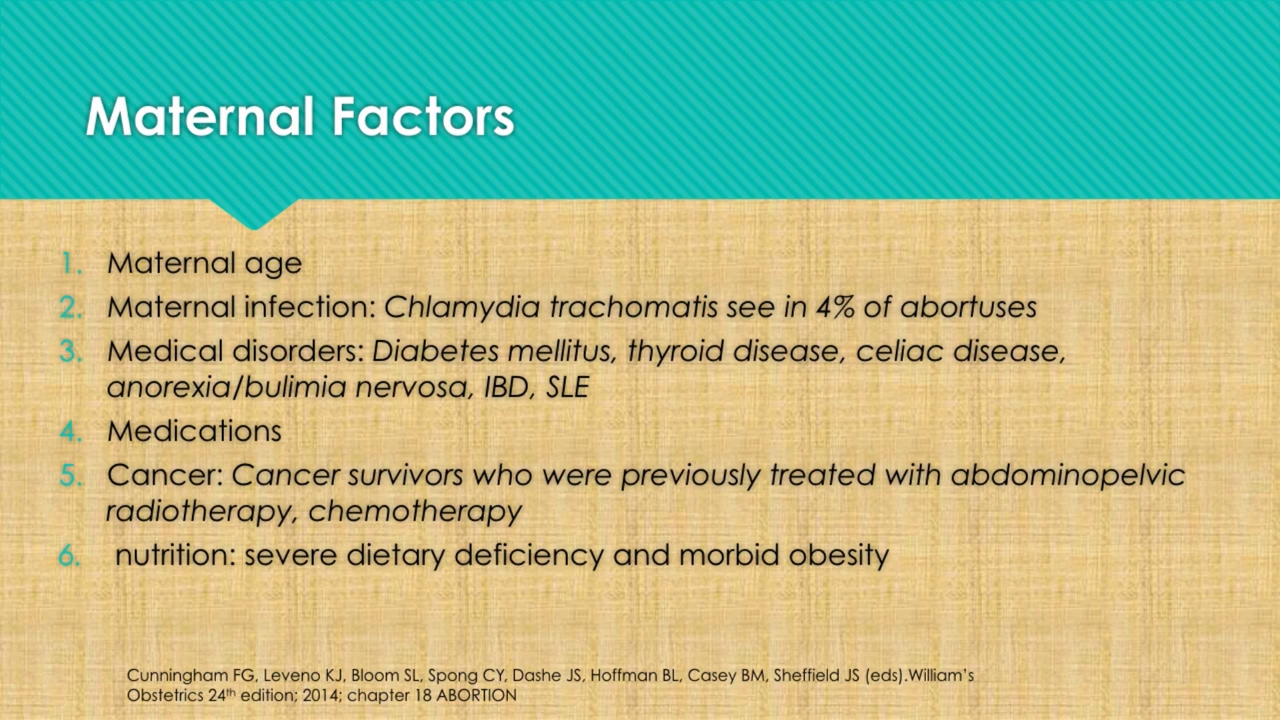 Maternal Factors
1. Maternal age
2. Maternal infection: Chlamydia trachomatis see in 4% of abortuses
3. Medical disorders: Diabetes mellitus, thyroid disease, celiac disease,
anorexia/bulimia nervosa, IBD, SLE
4. Medications
5. Cancer: Cancer survivors who were previously treated with abdominopelvic
radiotherapy, chemotherapy
6. nutrition: severe dietary deficiency and morbid obesity
Cunningham FG, Leveno KJ, Bloom SL, Spong CY, Dashe JS, Hoffman BL, Casey BM, Sheffield JS (eds).William’s
Obstetrics 24th edition; 2014; chapter 18 ABORTION